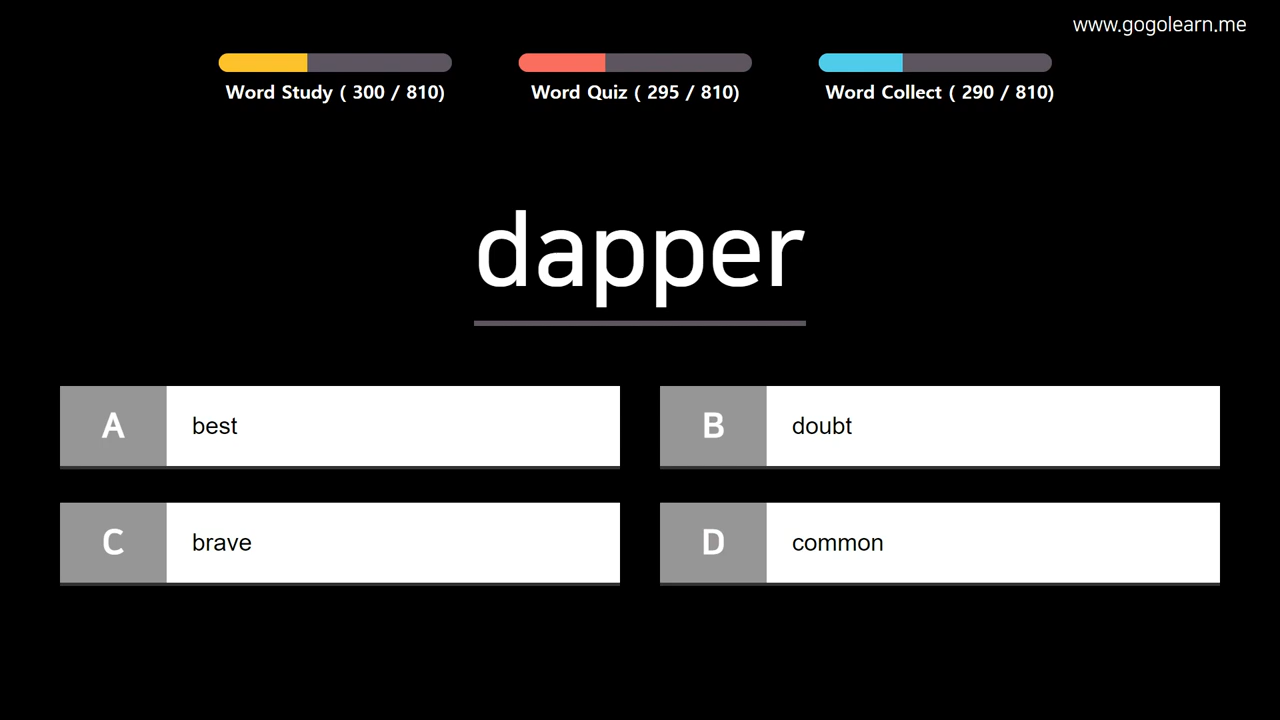 www.gogolearn.me
Word Study ( 300 / 810)
Word Quiz ( 295 / 810)
Word Collect ( 290 / 810)
dapper
A best
B doubt
C brave
D common